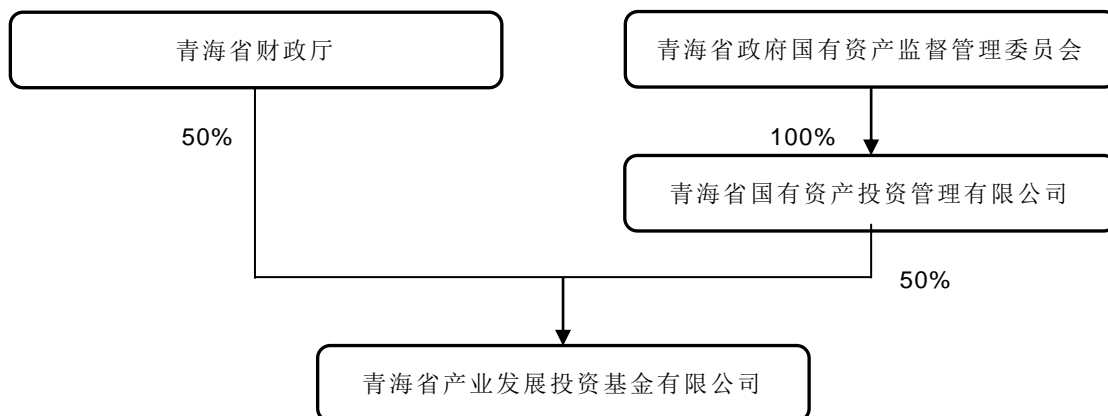 青海省财政厅
青海省政府国有资产监督管理委员会
50%
100%
青海省国有资产投资管理有限公司
50%
青海省产业发展投资基金有限公司